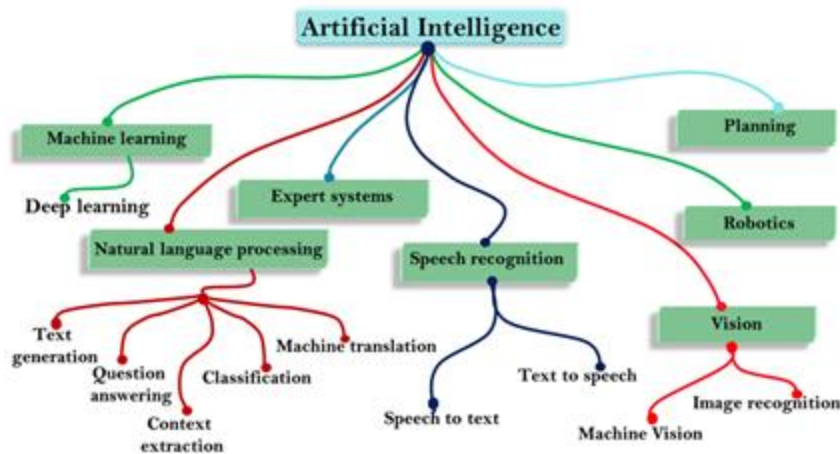 Artificial Intelligence
Machine learning
Deep learning
Natural language processing
Text
generation
Question
answering
Context
extraction
Classification
Machine translation
Expert systems
Speech recognition
Speech to text
Text to speech
Planning
Robotics
Vision
Machine Vision
Image recognition